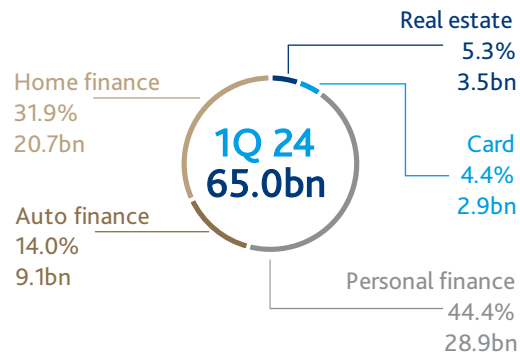 Real estate
5.3%
3.5bn
Home finance
31.9%
20.7bn
1Q 24
65.0bn
Card
4.4%
2.9bn
Auto finance
14.0%
9.1bn
Personal finance
44.4%
28.9bn